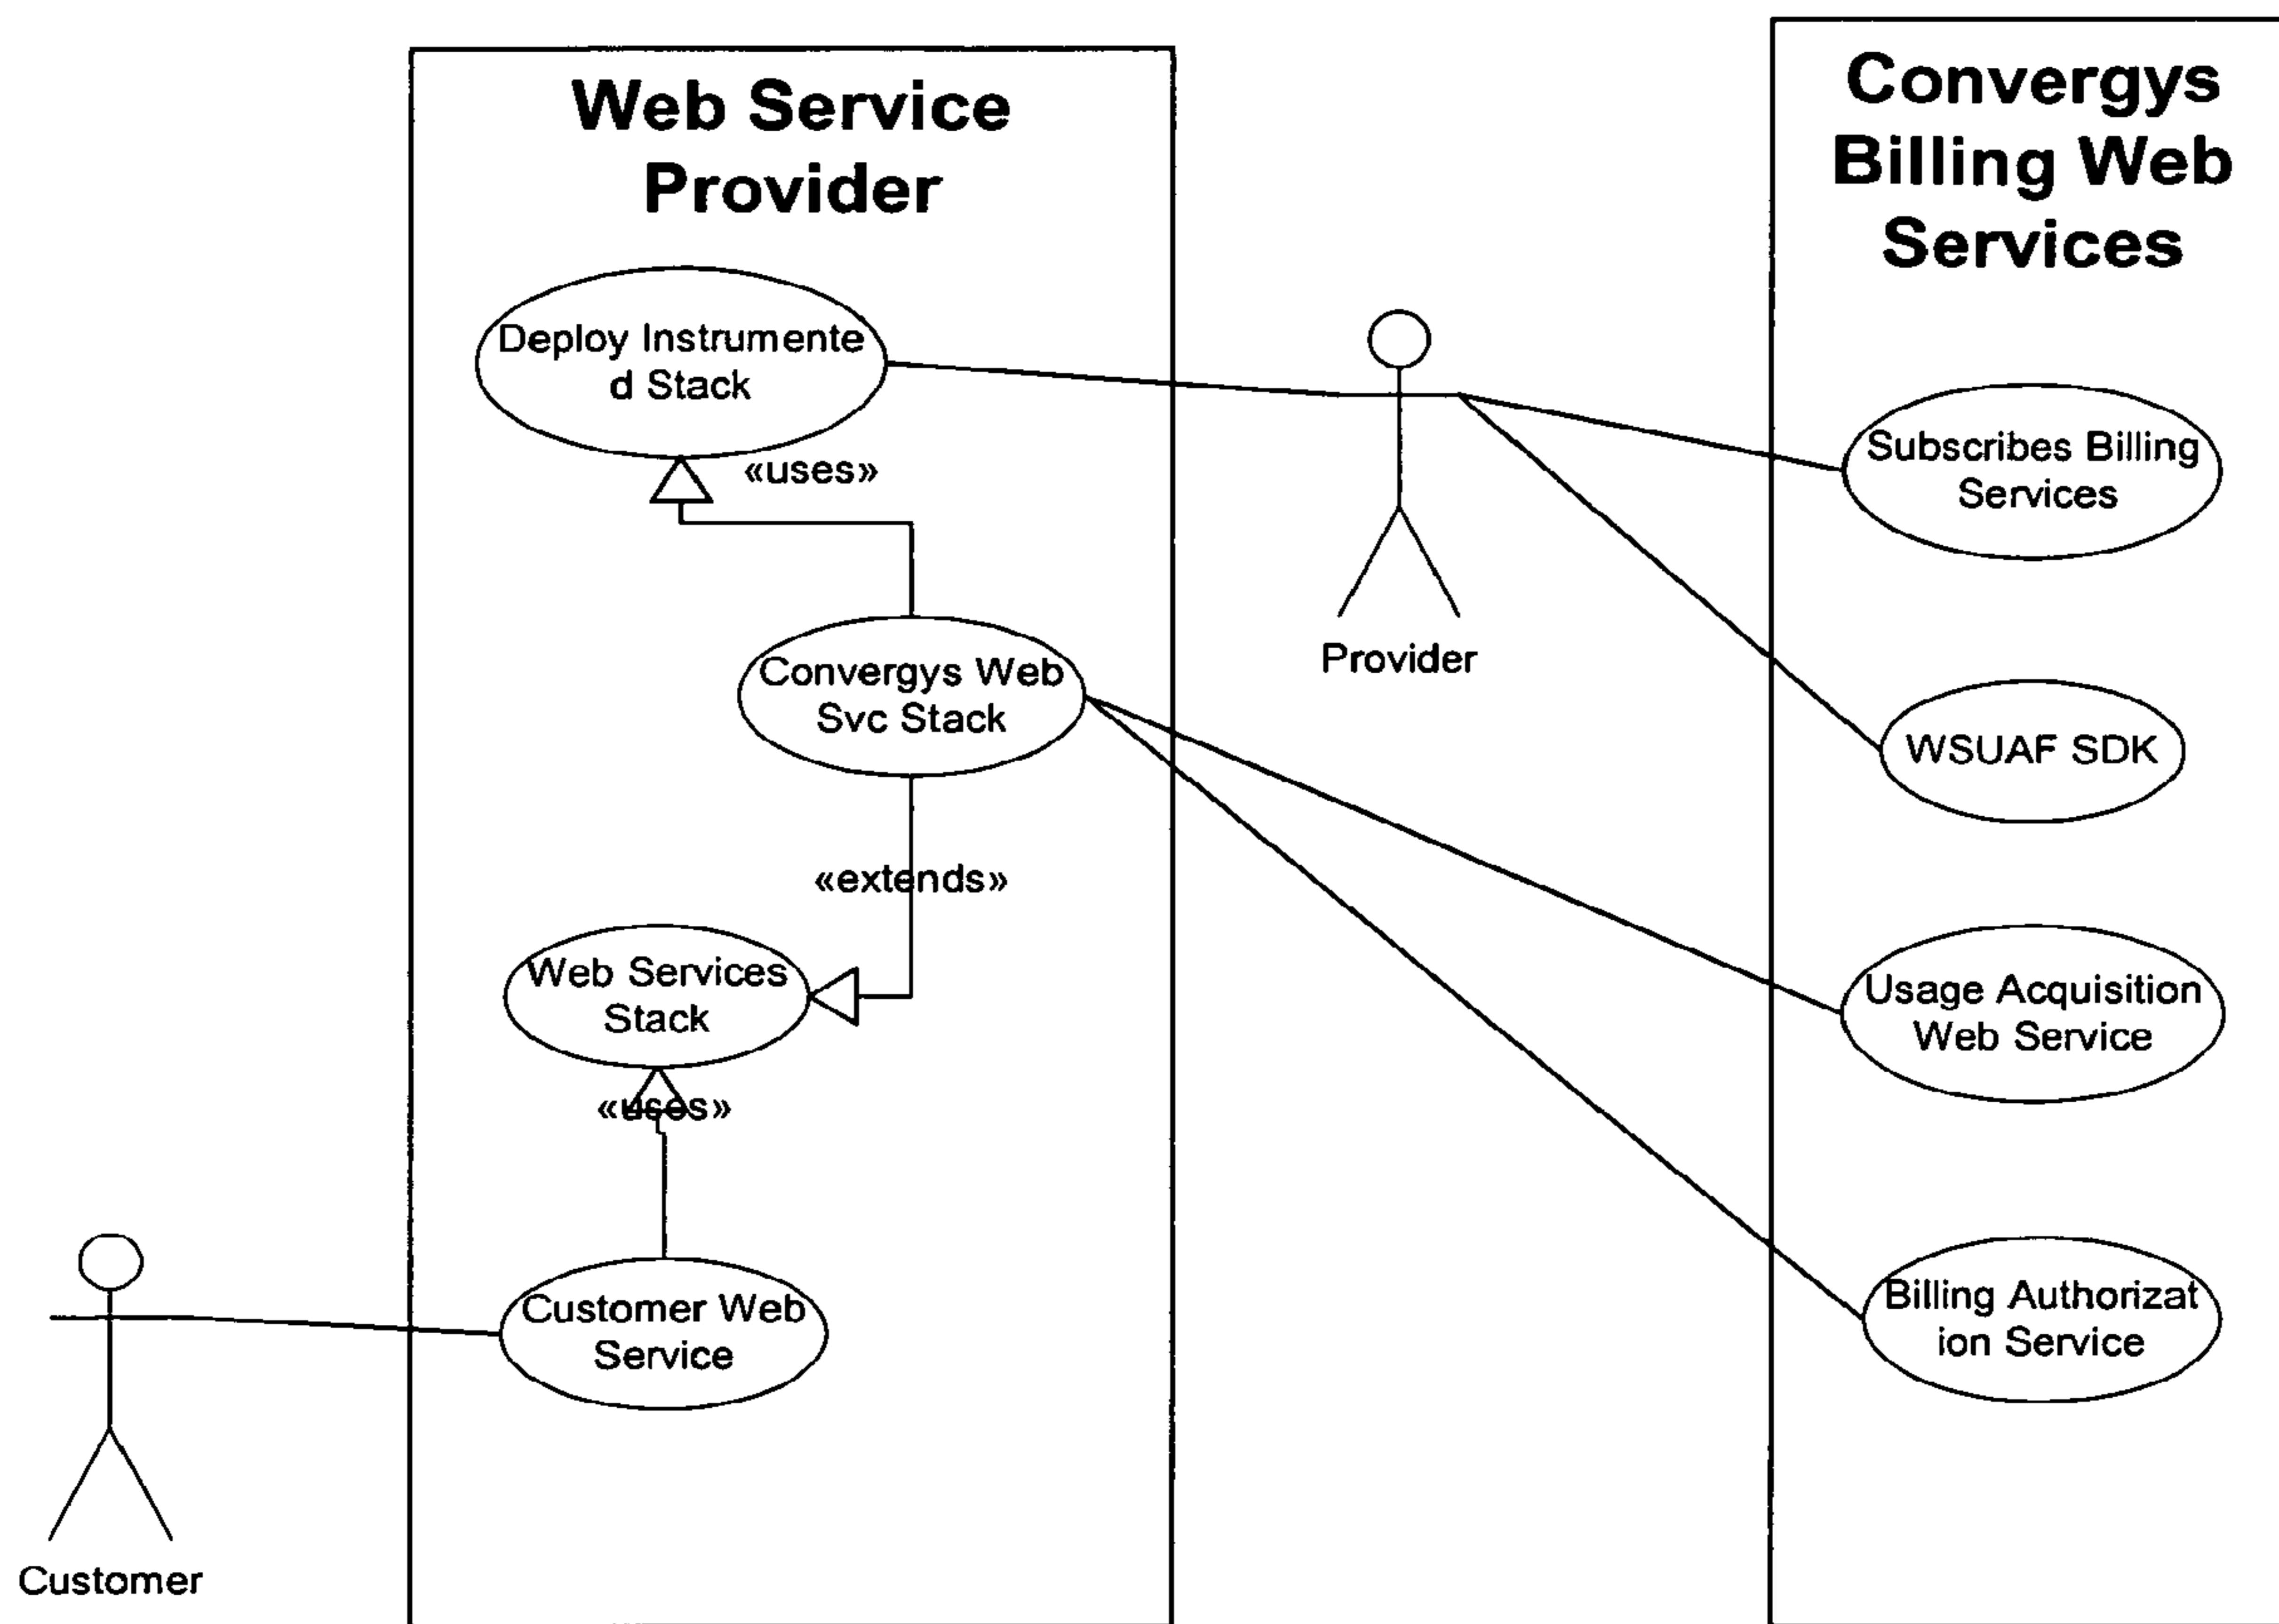 Web Service
Provider
Convergys
Billing Web
Services
Deploy Instrumente
d Stack
«uses»
Subscribes Billing
Services
Provider
Convergys Web
Svc Stack
WSUAF SDK
«extends»
Web Services
Stack
Usage Acquisition
Web Service
«uses»
Customer Web
Service
Billing Authorizat
ion Service
Customer